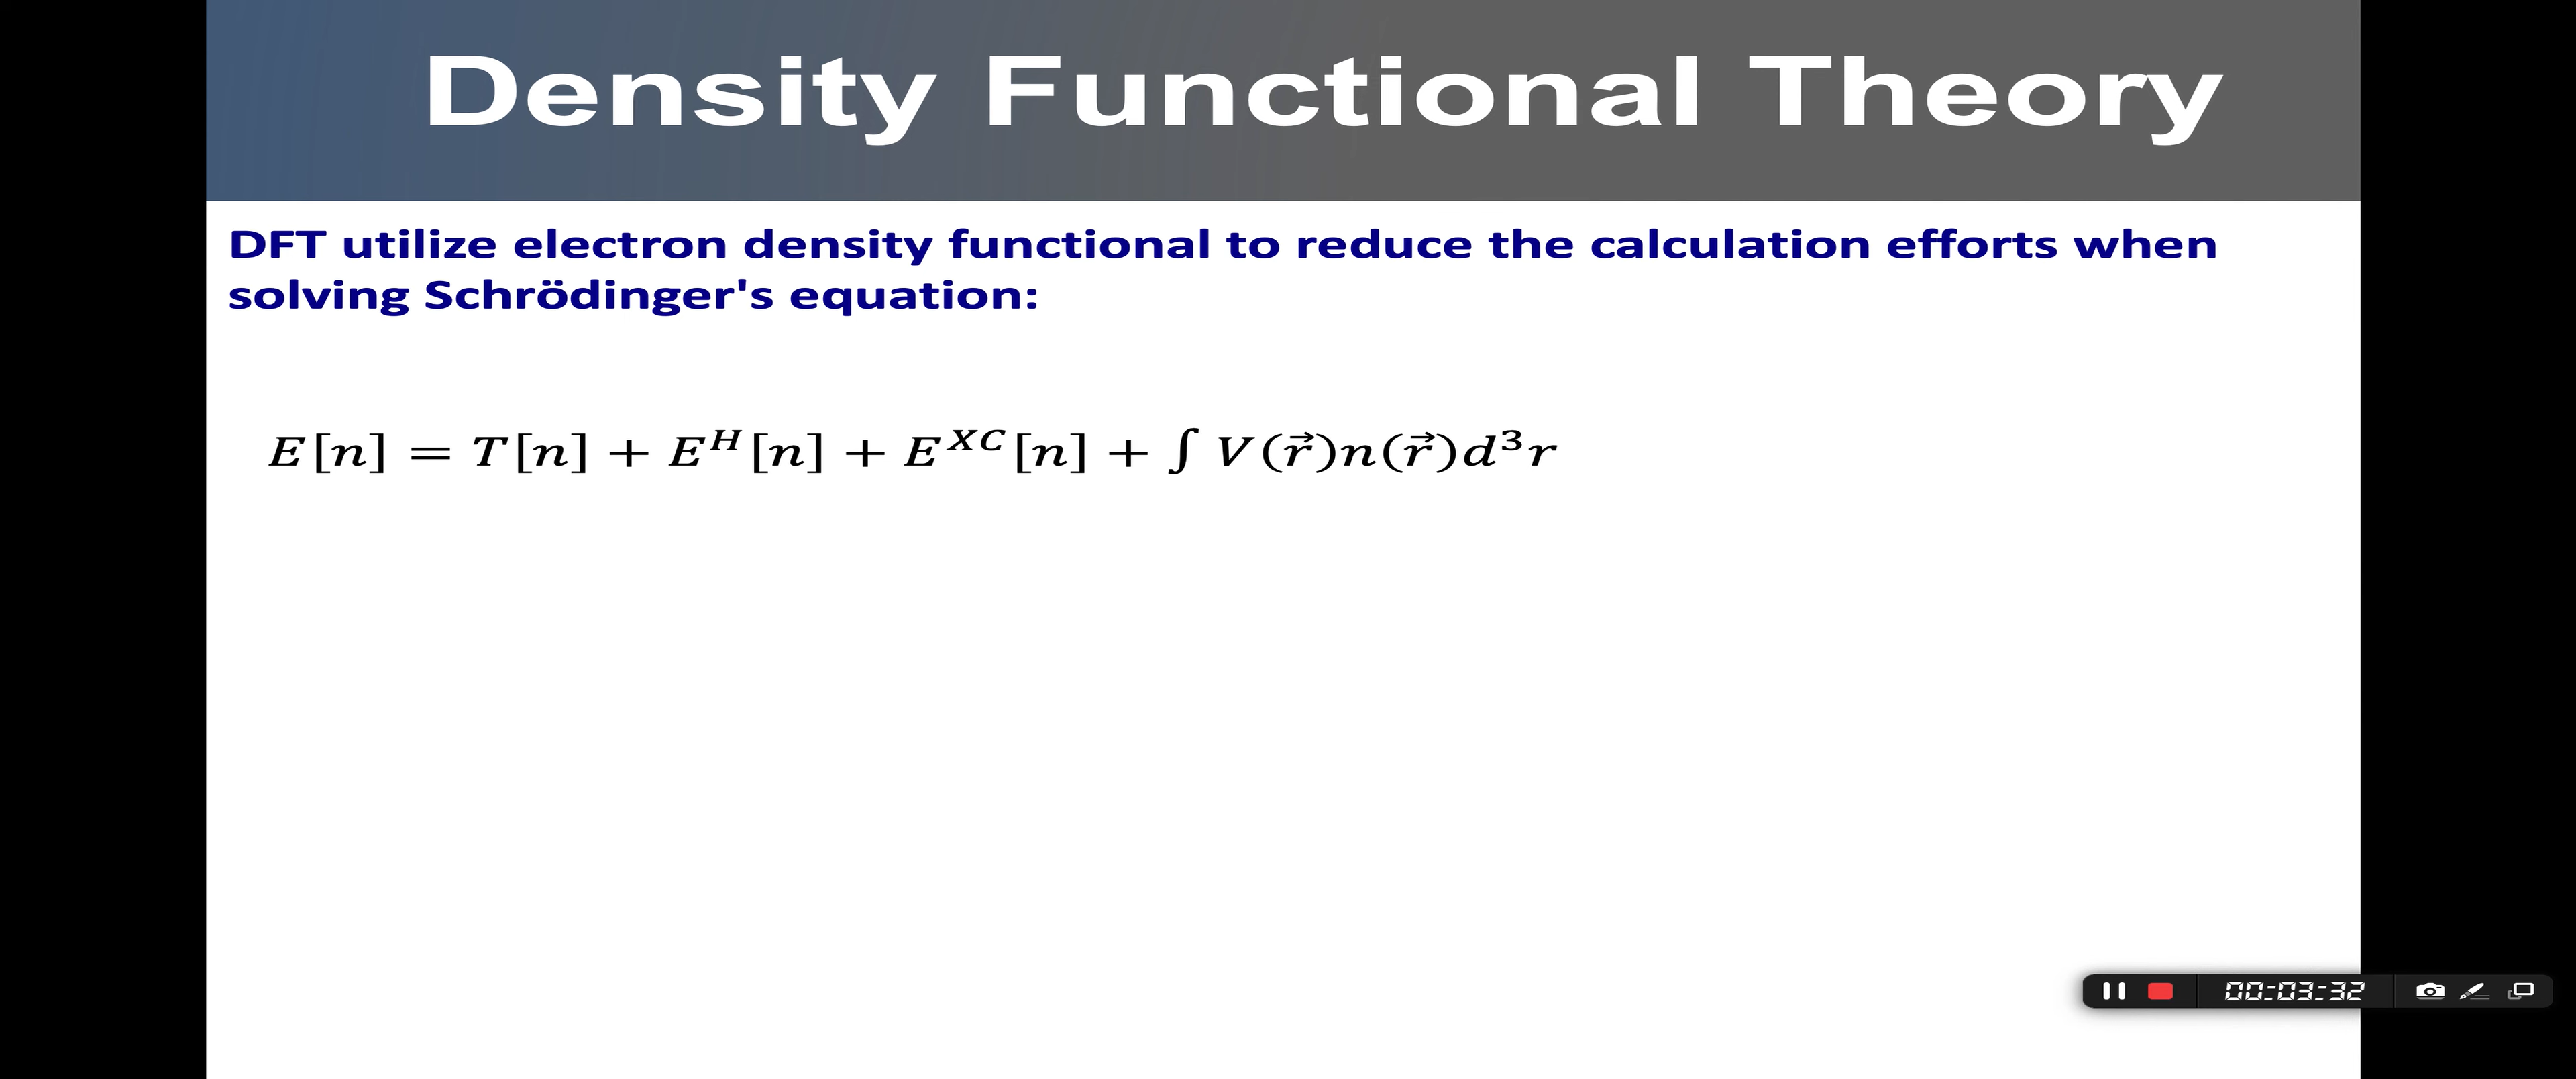 Density Functional Theory
DFT utilize electron density functional to reduce the calculation efforts when
solving Schrödinger's equation:
E[n] = T[n] + E^H[n] + E^XC[n] + ∫ V(r⃗)n(r⃗)d³r
00:03:32